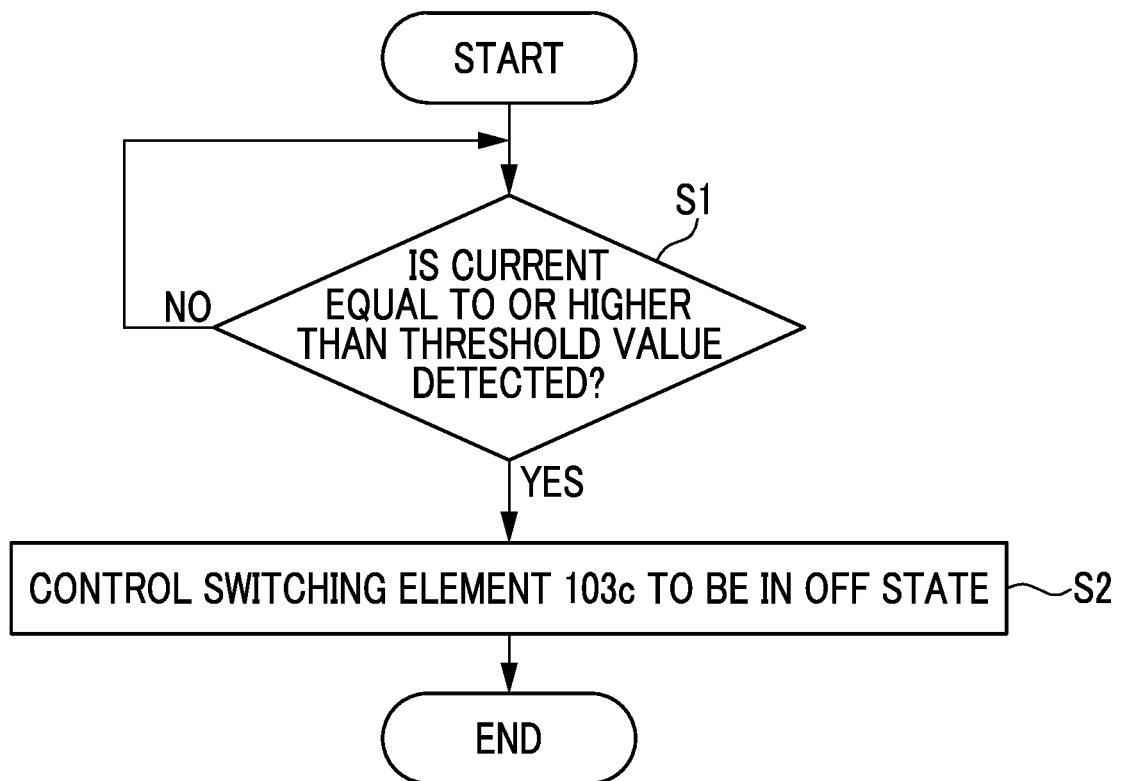 START
S1
IS CURRENT
EQUAL TO OR HIGHER
THAN THRESHOLD VALUE
DETECTED?
NO
YES
CONTROL SWITCHING ELEMENT 103c TO BE IN OFF STATE
S2
END